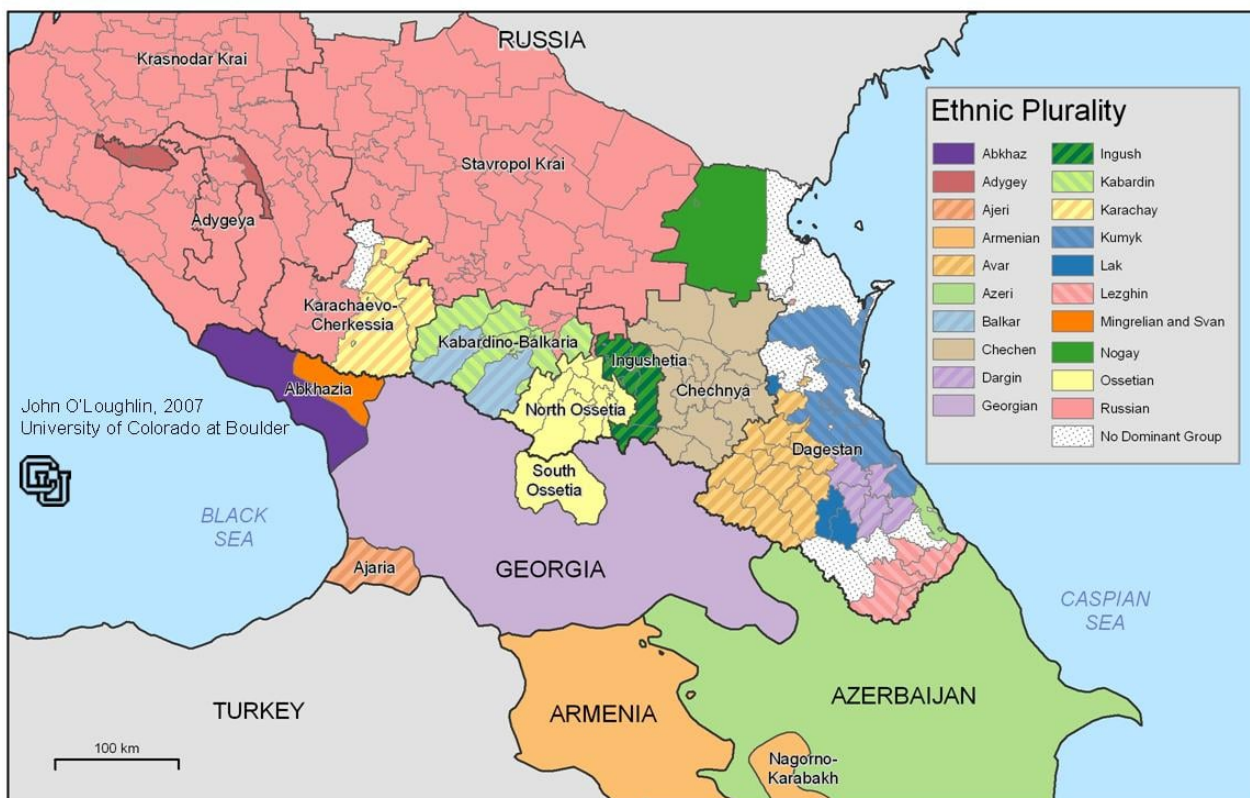 RUSSIA
Krasnodar Krai
Stavropol Krai
Adygeya
Karachaevo-
Cherkessia
Kabardino-Balkaria
Ingushetia
Abkhazia
Chechnya
North Ossetia
Dagestan
South
Ossetia
John O'Loughlin, 2007
University of Colorado at Boulder
CU
BLACK
SEA
Ajaria
GEORGIA
CASPIAN
SEA
TURKEY
ARMENIA
AZERBAIJAN
Nagorno-
Karabakh
100 km
Ethnic Plurality
Abkhaz
Adygey
Ajeri
Armenian
Avar
Azeri
Balkar
Chechen
Dargin
Georgian
Ingush
Kabardin
Karachay
Kumyk
Lak
Lezghin
Mingrelian and Svan
Nogay
Ossetian
Russian
No Dominant Group